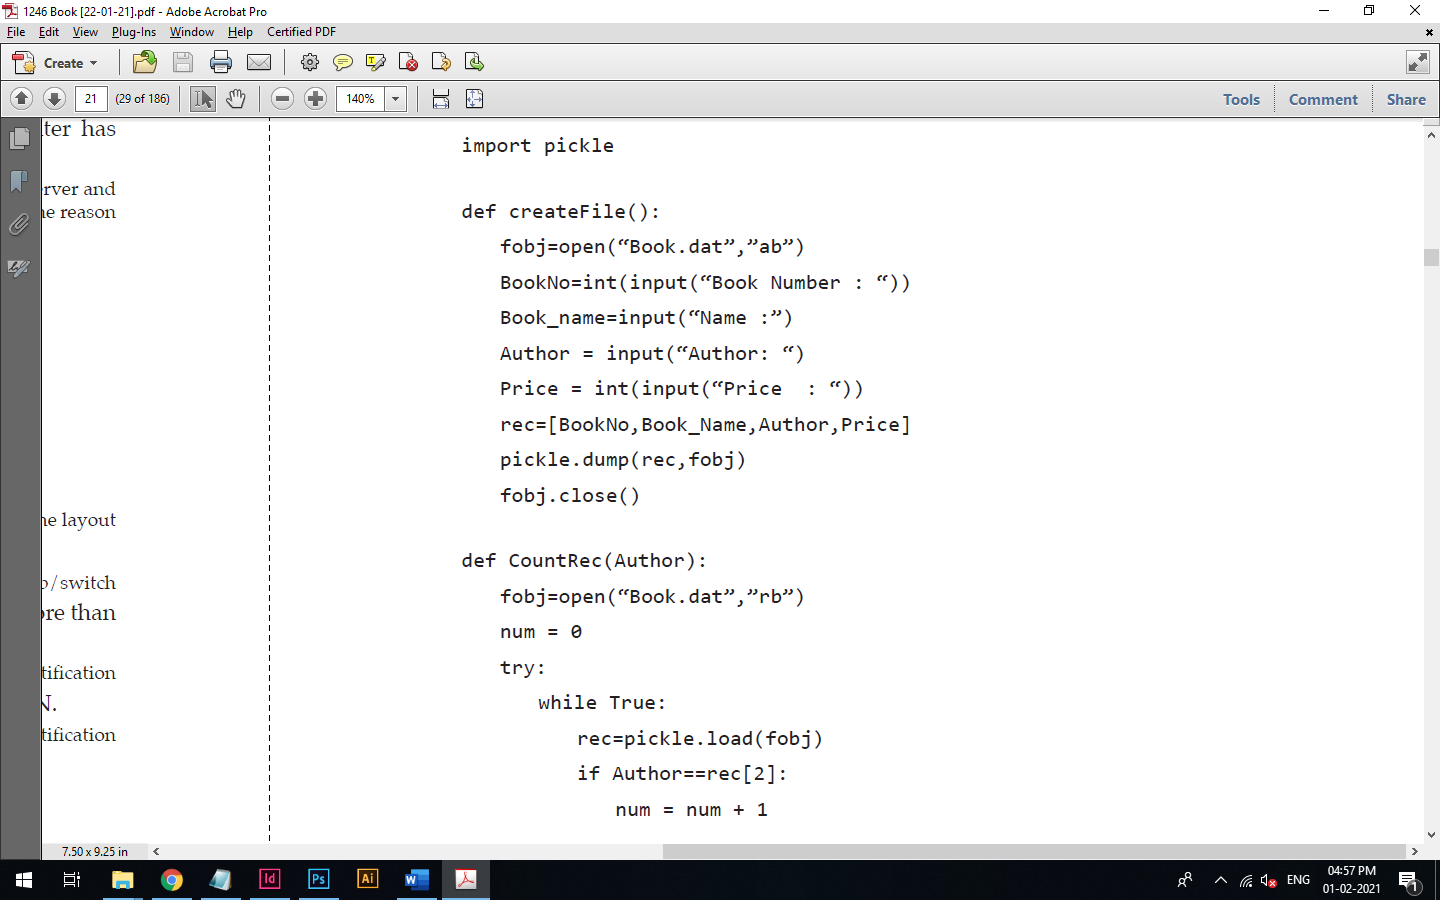 1246 Book [22-01-21].pdf - Adobe Acrobat Pro
File Edit View Plug-Ins Window Help Certified PDF
Create
21 (29 of 186) 140% Tools Comment Share
has
and
reason
layout
/switch
than
import pickle
def createFile():
fobj=open(“Book.dat”,”ab”)
BookNo=int(input(“Book Number : “))
Book_name=input(“Name :”)
Author = input(“Author: “)
Price = int(input(“Price  : “))
rec=[BookNo,Book_Name,Author,Price]
pickle.dump(rec,fobj)
fobj.close()
def CountRec(Author):
fobj=open(“Book.dat”,”rb”)
num = 0
try:
while True:
rec=pickle.load(fobj)
if Author==rec[2]:
num = num + 1
7.50 x 9.25 in
Id Ps Ai W ENG 04:57 PM
01-02-2021 1